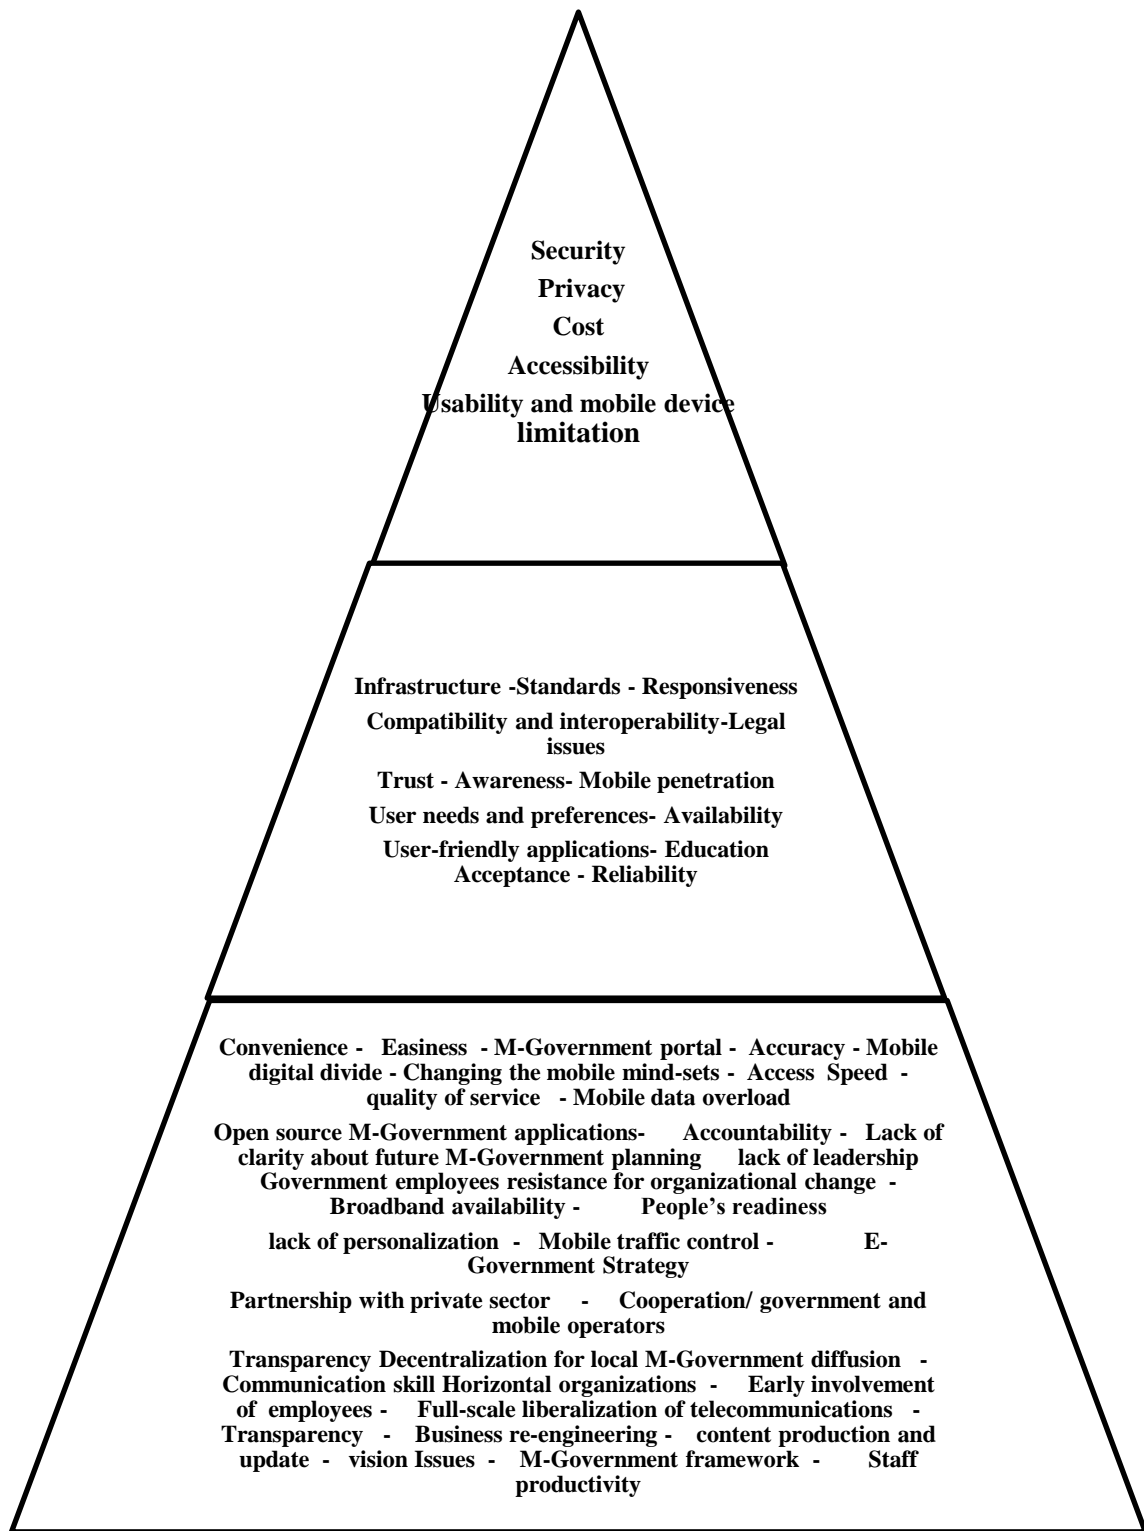 Security
Privacy
Cost
Accessibility
Usability and mobile device
limitation
Infrastructure -Standards - Responsiveness
Compatibility and interoperability-Legal
issues
Trust - Awareness- Mobile penetration
User needs and preferences- Availability
User-friendly applications- Education
Acceptance - Reliability
Convenience - Easiness - M-Government portal - Accuracy - Mobile
digital divide - Changing the mobile mind-sets - Access Speed -
quality of service - Mobile data overload
Open source M-Government applications- Accountability - Lack of
clarity about future M-Government planning lack of leadership
Government employees resistance for organizational change -
Broadband availability - People's readiness
lack of personalization - Mobile traffic control - E-
Government Strategy
Partnership with private sector - Cooperation/ government and
mobile operators
Transparency Decentralization for local M-Government diffusion -
Communication skill Horizontal organizations - Early involvement
of employees - Full-scale liberalization of telecommunications -
Transparency - Business re-engineering - content production and
update - vision Issues - M-Government framework - Staff
productivity